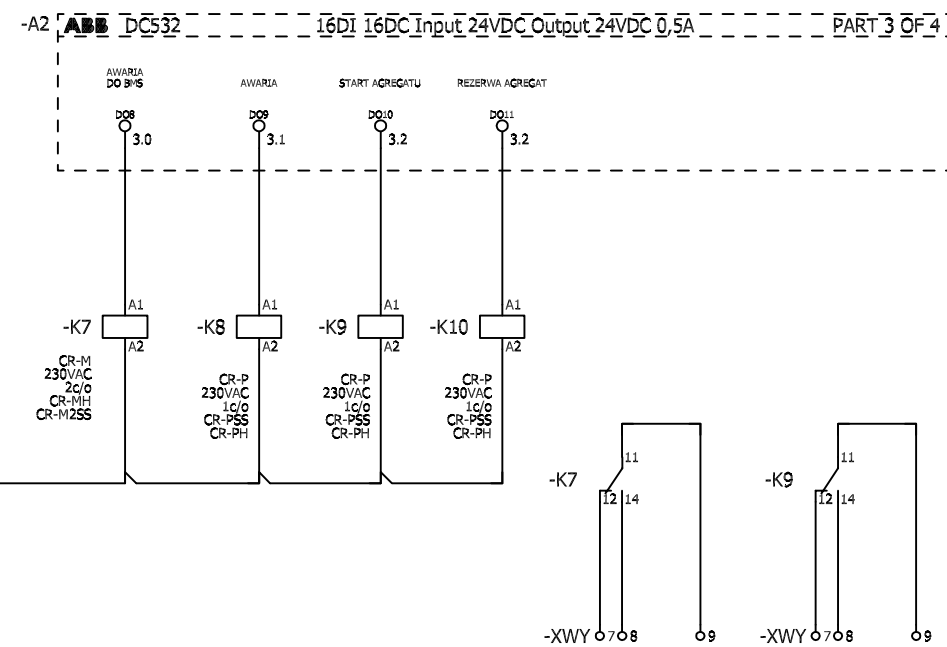 -A2 ABB DC532 16DI 16DC Input 24VDC Output 24VDC 0,5A PART 3 OF 4
AWARIA
DO BMS
AWARIA
START AGREGATU
REZERWA AGREGAT
DO8
DO9
DO10
DO11
3.0
3.1
3.2
3.2
A1
A1
A1
A1
-K7
-K8
-K9
-K10
A2
A2
A2
A2
CR-M
230VAC
2c/o
CR-MH
CR-M2SS
CR-P
230VAC
1c/o
CR-PSS
CR-PH
CR-P
230VAC
1c/o
CR-PSS
CR-PH
CR-P
230VAC
1c/o
CR-PSS
CR-PH
11
-K7
12 14
-XWY 7 8 9
11
-K9
12 14
-XWY 7 8 9